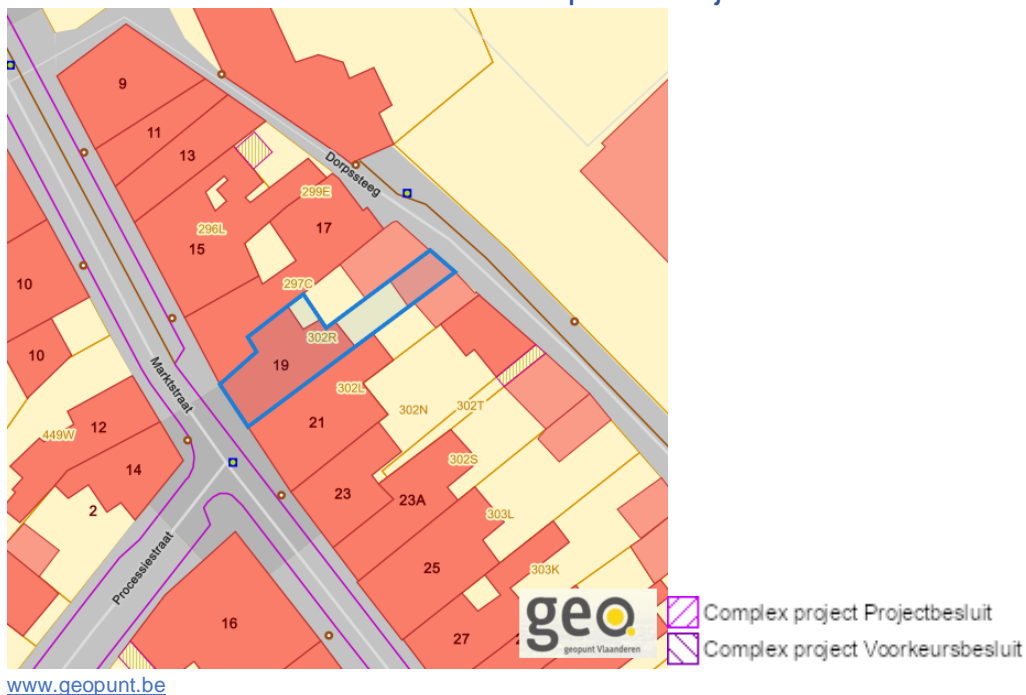 9
11
13
Dorpssteeg
299E
296L
17
15
10
297C
302R
19
10
Marktstraat
302L
302N
302T
449W
12
21
14
302S
23
23A
303L
2
Processiestraat
25
303K
16
27
geo.
geopunt Vlaanderen
Complex project Projectbesluit
Complex project Voorkeursbesluit
www.geopunt.be